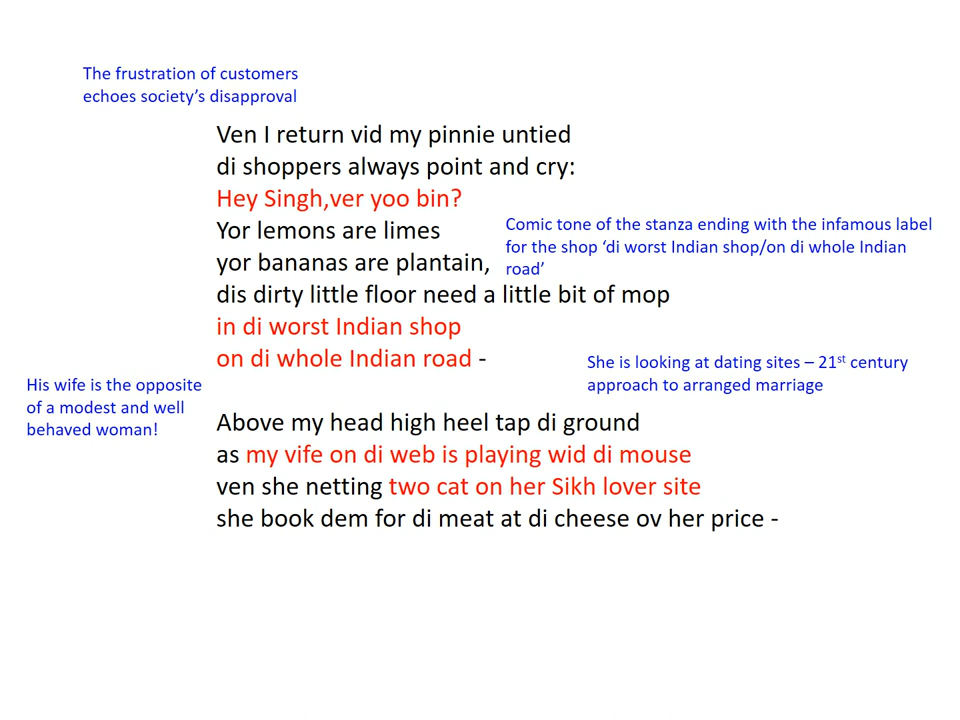 The frustration of customers
echoes society's disapproval
Ven I return vid my pinnie untied
di shoppers always point and cry:
Hey Singh,ver yoo bin?
Yor lemons are limes
yor bananas are plantain,
dis dirty little floor need a little bit of mop
in di worst Indian shop
on di whole Indian road -
Comic tone of the stanza ending with the infamous label
for the shop ‘di worst Indian shop/on di whole Indian
road’
She is looking at dating sites – 21st century
approach to arranged marriage
His wife is the opposite
of a modest and well
behaved woman!
Above my head high heel tap di ground
as my vife on di web is playing wid di mouse
ven she netting two cat on her Sikh lover site
she book dem for di meat at di cheese ov her price -